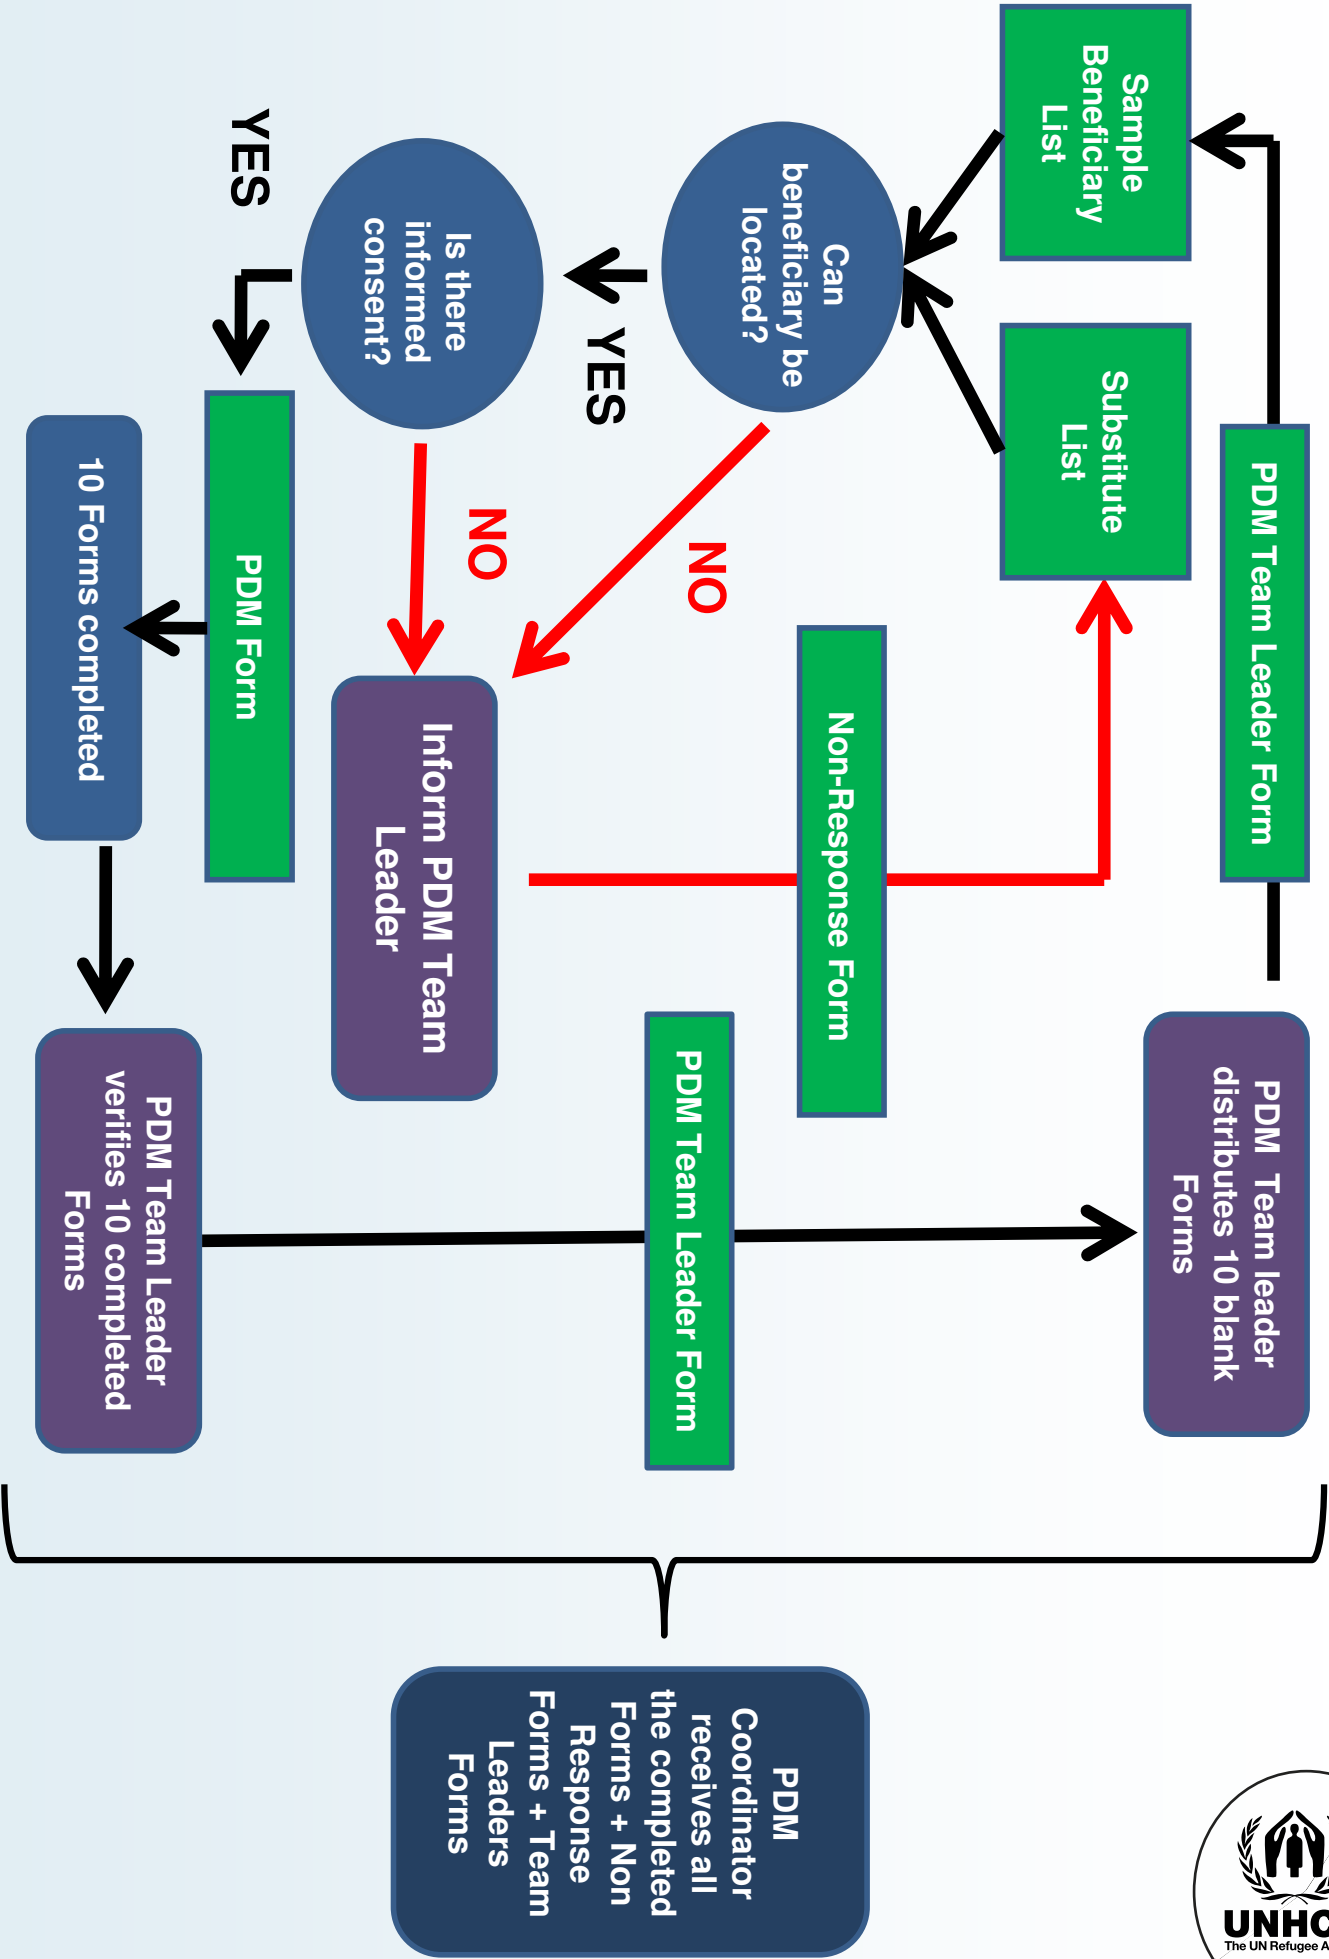 PDM Team Leader Form
PDM  Team leader
distributes 10 blank
Forms
Sample
Beneficiary
List
Substitute
List
Can
beneficiary be
located?
NO
Non-Response Form
YES
PDM Team Leader Form
Is there
informed
consent?
NO
Inform PDM Team
Leader
YES
PDM Form
10 Forms completed
PDM Team Leader
verifies 10 completed
Forms
PDM
Coordinator
receives all
the completed
Forms + Non
Response
Forms + Team
Leaders
Forms
The UN Refugee